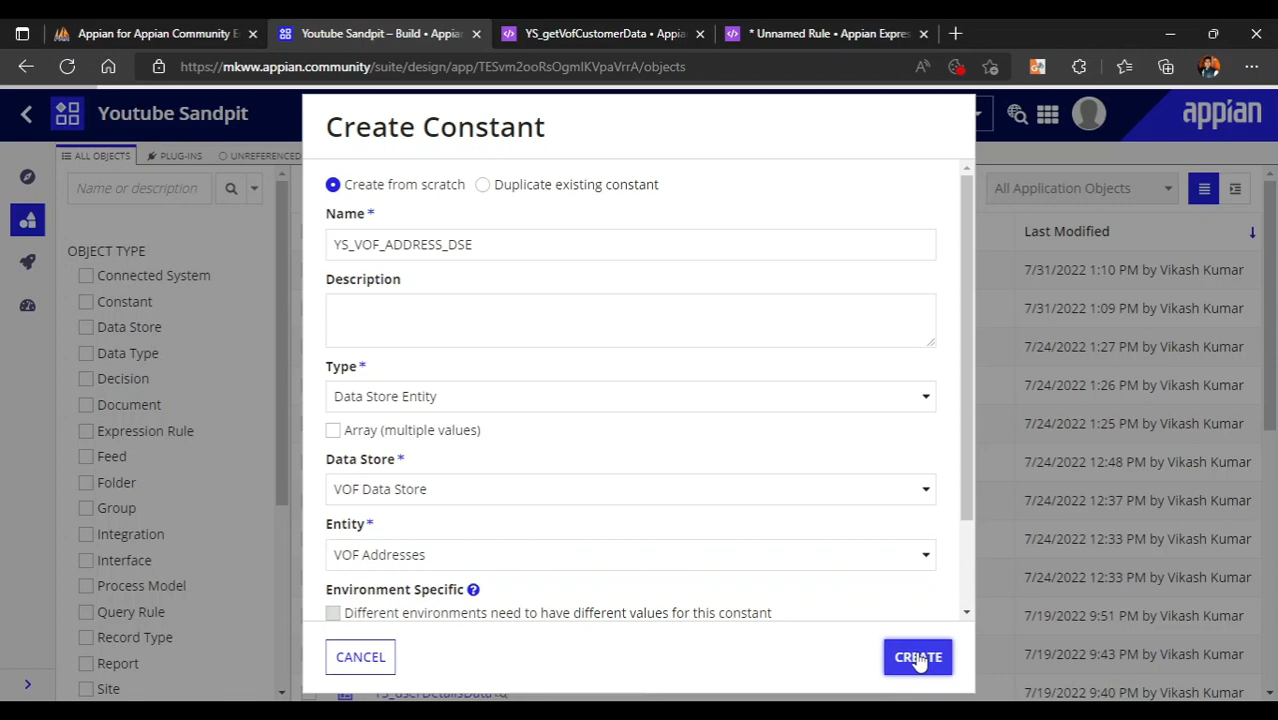 Appian for Appian Community E
Youtube Sandpit – Build • Appian
YS_getVofCustomerData • Appian
* Unnamed Rule • Appian Expres
https://mkww.appian.community/suite/design/app/TESvm2ooRsOgmIKVpaVrrA/objects
Youtube Sandpit
appian
ALL OBJECTS
PLUG-INS
UNREFERENCED
Name or description
All Application Objects
OBJECT TYPE
Connected System
Constant
Data Store
Data Type
Decision
Document
Expression Rule
Feed
Folder
Group
Integration
Interface
Process Model
Query Rule
Record Type
Report
Site
Create Constant
Create from scratch
Duplicate existing constant
Name*
YS_VOF_ADDRESS_DSE
Description
Type*
Data Store Entity
Array (multiple values)
Data Store*
VOF Data Store
Entity*
VOF Addresses
Environment Specific ?
Different environments need to have different values for this constant
CANCEL
CREATE
Last Modified
7/31/2022 1:10 PM by Vikash Kumar
7/31/2022 1:09 PM by Vikash Kumar
7/24/2022 1:27 PM by Vikash Kumar
7/24/2022 1:26 PM by Vikash Kumar
7/24/2022 1:25 PM by Vikash Kumar
7/24/2022 12:48 PM by Vikash Kumar
7/24/2022 12:37 PM by Vikash Kumar
7/24/2022 12:33 PM by Vikash Kumar
7/24/2022 12:33 PM by Vikash Kumar
7/19/2022 9:51 PM by Vikash Kumar
7/19/2022 9:43 PM by Vikash Kumar
7/19/2022 9:40 PM by Vikash Kumar